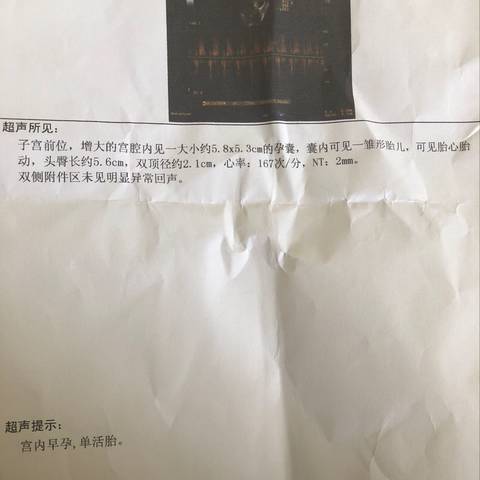 超声所见：
子宫前位，增大的宫腔内见一大小约5.8x5.3cm的孕囊，囊内可见一雏形胎儿，可见胎心胎
动，头臀长约5.6cm，双顶径约2.1cm，心率：167次/分，NT：2mm。
双侧附件区未见明显异常回声。
超声提示：
宫内早孕,单活胎。